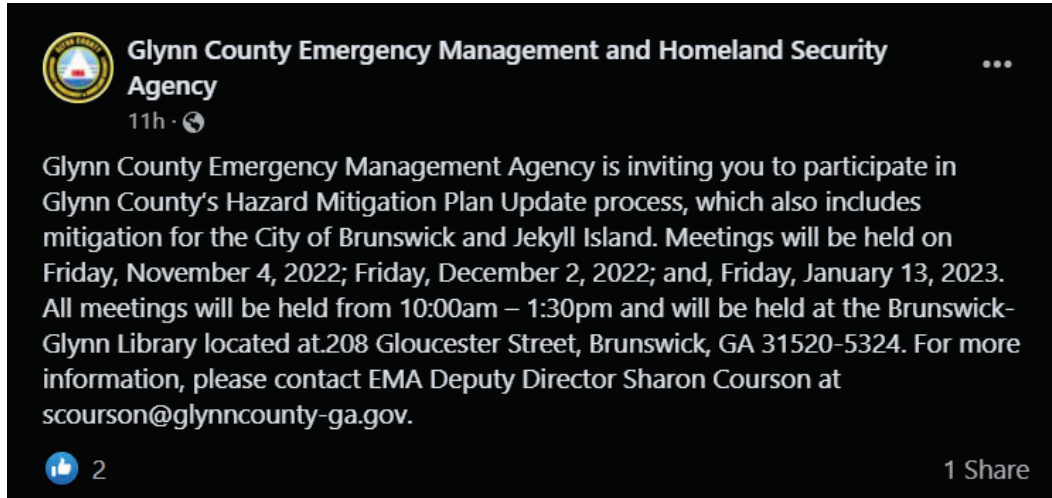 Glynn County Emergency Management and Homeland Security
Agency
11h ·
Glynn County Emergency Management Agency is inviting you to participate in
Glynn County’s Hazard Mitigation Plan Update process, which also includes
mitigation for the City of Brunswick and Jekyll Island. Meetings will be held on
Friday, November 4, 2022; Friday, December 2, 2022; and, Friday, January 13, 2023.
All meetings will be held from 10:00am – 1:30pm and will be held at the Brunswick-
Glynn Library located at.208 Gloucester Street, Brunswick, GA 31520-5324. For more
information, please contact EMA Deputy Director Sharon Courson at
scourson@glynncounty-ga.gov.
2
1 Share